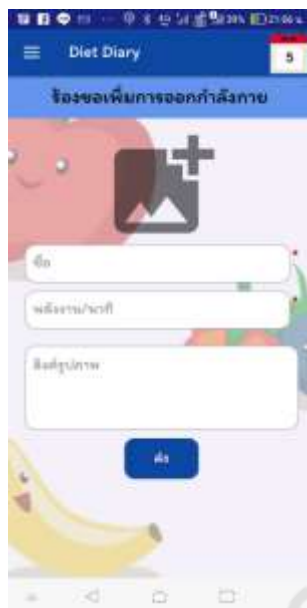 Diet Diary
5
ร้องขอเพิ่มการออกกำลังกาย
ชื่อ
*
พลังงาน/นาที
*
ลิงค์รูปภาพ
ส่ง